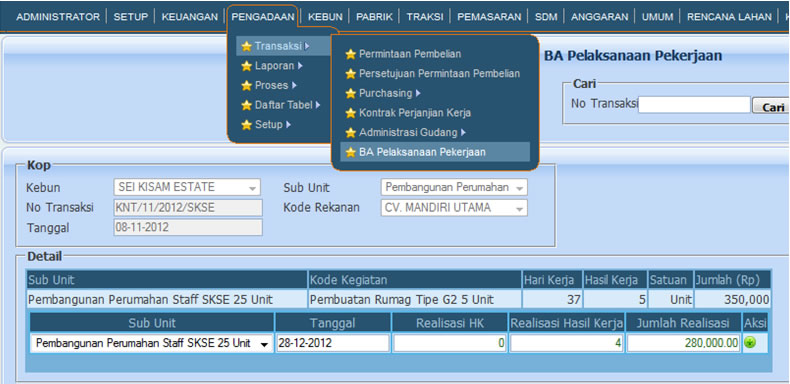 ADMINISTRATOR SETUP KEUANGAN PENGADAAN KEBUN PABRIK TRAKSI PEMASARAN SDM ANGGARAN UMUM RENCANA LAHAN
Transaksi
Laporan
Proses
Daftar Tabel
Setup
Permintaan Pembelian
Persetujuan Permintaan Pembelian
Purchasing
Kontrak Perjanjian Kerja
Administrasi Gudang
BA Pelaksanaan Pekerjaan
BA Pelaksanaan Pekerjaan
Cari
No Transaksi Cari
Kop
Kebun SEI KISAM ESTATE Sub Unit Pembangunan Perumahan
No Transaksi KNT/11/2012/SKSE Kode Rekanan CV. MANDIRI UTAMA
Tanggal 08-11-2012
Detail
Sub Unit Kode Kegiatan Hari Kerja Hasil Kerja Satuan Jumlah (Rp)
Pembangunan Perumahan Staff SKSE 25 Unit Pembuatan Rumag Tipe G2 5 Unit 37 5 Unit 350,000
Sub Unit Tanggal Realisasi HK Realisasi Hasil Kerja Jumlah Realisasi Aksi
Pembangunan Perumahan Staff SKSE 25 Unit 28-12-2012 0 4 280,000.00